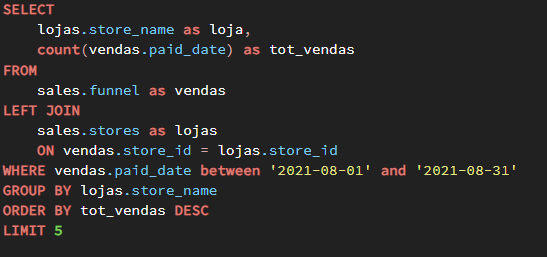 SELECT
lojas.store_name as loja,
count(vendas.paid_date) as tot_vendas
FROM
sales.funnel as vendas
LEFT JOIN
sales.stores as lojas
ON vendas.store_id = lojas.store_id
WHERE vendas.paid_date between '2021-08-01' and '2021-08-31'
GROUP BY lojas.store_name
ORDER BY tot_vendas DESC
LIMIT 5